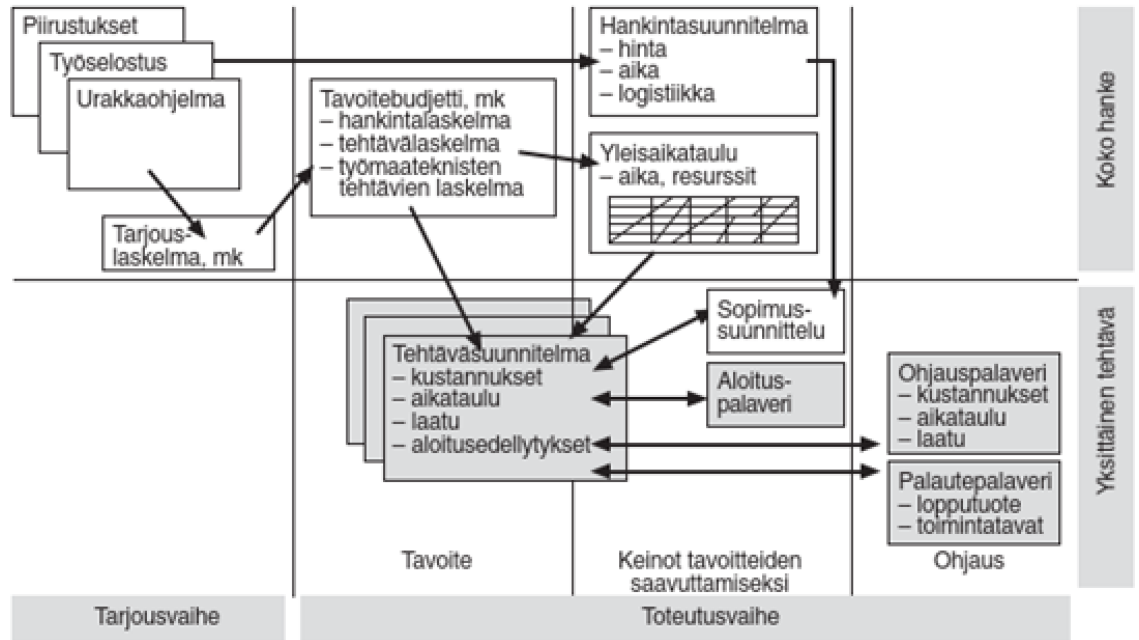 Piirustukset
Työselostus
Urakkaohjelma
Tarjous-
laskelma, mk
Tavoitebudjetti, mk
– hankintalaskelma
– tehtävälaskelma
– työmaateknisten
tehtävien laskelma
Hankintasuunnitelma
– hinta
– aika
– logistiikka
Yleisaikataulu
– aika, resurssit
Koko hanke
Tehtäväsuunnitelma
– kustannukset
– aikataulu
– laatu
– aloitusedellytykset
Sopimus-
suunnittelu
Aloitus-
palaveri
Ohjauspalaveri
– kustannukset
– aikataulu
– laatu
Palautepalaveri
– lopputuote
– toimintatavat
Yksittäinen tehtävä
Tavoite
Keinot tavoitteiden
saavuttamiseksi
Ohjaus
Tarjousvaihe
Toteutusvaihe